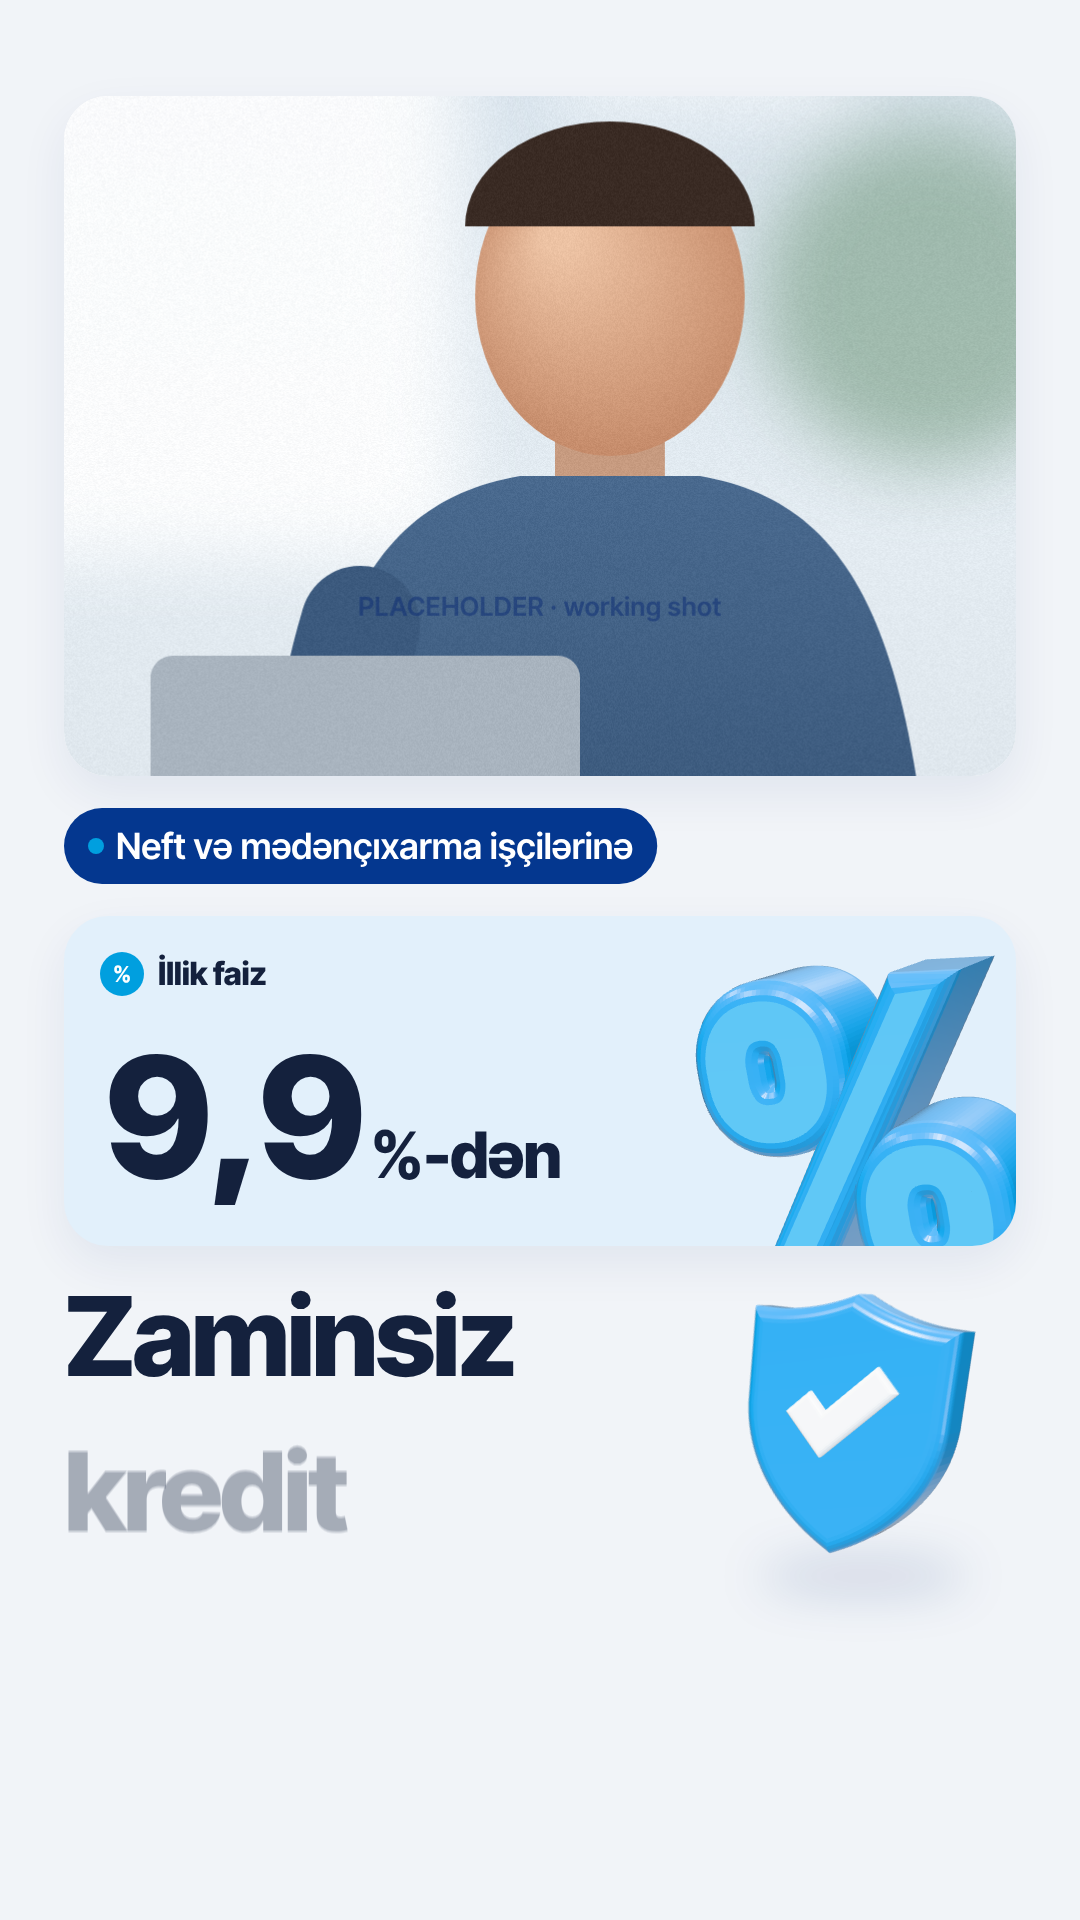 PLACEHOLDER · working shot
Neft və mədənçıxarma işçilərinə
% İllik faiz
9,9%-dən
%
Zaminsiz
kredit